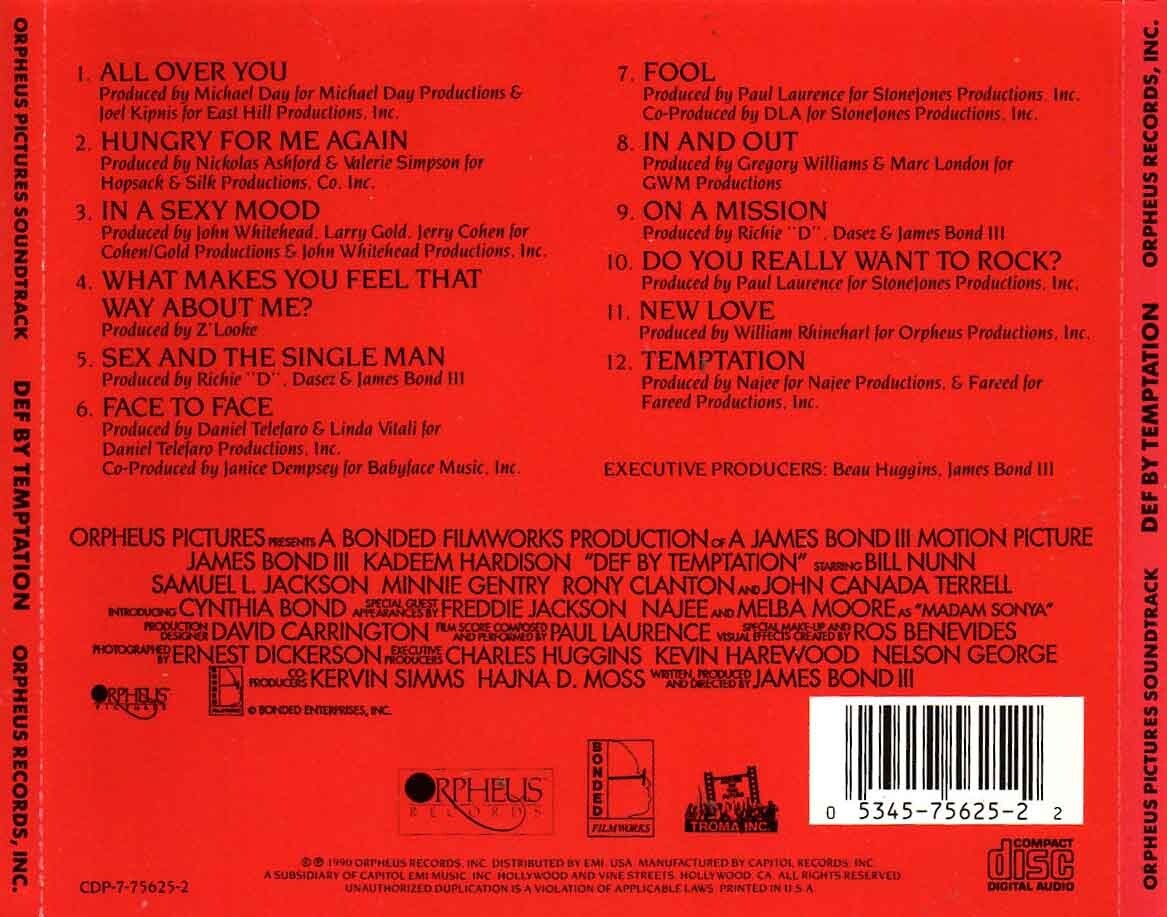 ORPHEUS PICTURES SOUNDTRACK DEF BY TEMPTATION ORPHEUS RECORDS, INC.
1. ALL OVER YOU
Produced by Michael Day for Michael Day Productions &
Joel Kipnis for East Hill Productions, Inc.
2. HUNGRY FOR ME AGAIN
Produced by Nickolas Ashford & Valerie Simpson for
Hopsack & Silk Productions, Co. Inc.
3. IN A SEXY MOOD
Produced by John Whitehead, Larry Gold, Jerry Cohen for
Cohen/Gold Productions & John Whitehead Productions, Inc.
4. WHAT MAKES YOU FEEL THAT
WAY ABOUT ME?
Produced by Z'Looke
5. SEX AND THE SINGLE MAN
Produced by Richie "D", Dasez & James Bond III
6. FACE TO FACE
Produced by Daniel Telefaro & Linda Vitali for
Daniel Telefaro Productions, Inc.
Co-Produced by Janice Dempsey for Babyface Music, Inc.
7. FOOL
Produced by Paul Laurence for StoneJones Productions, Inc.
Co-Produced by DLA for StoneJones Productions, Inc.
8. IN AND OUT
Produced by Gregory Williams & Marc London for
GWM Productions
9. ON A MISSION
Produced by Richie "D", Dasez & James Bond III
10. DO YOU REALLY WANT TO ROCK?
Produced by Paul Laurence for StoneJones Productions, Inc.
11. NEW LOVE
Produced by William Rhinehart for Orpheus Productions, Inc.
12. TEMPTATION
Produced by Najee for Najee Productions, & Fareed for
Fareed Productions, Inc.
EXECUTIVE PRODUCERS: Beau Huggins, James Bond III
ORPHEUS PICTURES PRESENTS A BONDED FILMWORKS PRODUCTION OF A JAMES BOND III MOTION PICTURE
JAMES BOND III KADEEM HARDISON "DEF BY TEMPTATION" STARRING BILL NUNN
SAMUEL L. JACKSON MINNIE GENTRY RONY CLANTON AND JOHN CANADA TERRELL
INTRODUCING CYNTHIA BOND SPECIAL GUEST APPEARANCES BY FREDDIE JACKSON NAJEE AND MELBA MOORE AS "MADAM SONYA"
PRODUCTION DESIGNER DAVID CARRINGTON FILM SCORE COMPOSED AND PERFORMED BY PAUL LAURENCE SPECIAL MAKE-UP AND VISUAL EFFECTS CREATED BY ROS BENEVIDES
PHOTOGRAPHED BY ERNEST DICKERSON EXECUTIVE PRODUCERS CHARLES HUGGINS KEVIN HAREWOOD NELSON GEORGE
CO-PRODUCERS KERVIN SIMMS HAJNA D. MOSS WRITTEN, PRODUCED AND DIRECTED BY JAMES BOND III
ORPHEUS
PICTURES
© BONDED ENTERPRISES, INC.
ORPHEUS
RECORDS
BONDED
FILMWORKS
TROMA INC.
0 5345-75625-2 2
COMPACT
disc
DIGITAL AUDIO
CDP-7-75625-2
© ℗ 1990 ORPHEUS RECORDS, INC. DISTRIBUTED BY EMI, USA. MANUFACTURED BY CAPITOL RECORDS, INC.
A SUBSIDIARY OF CAPITOL EMI MUSIC, INC. HOLLYWOOD AND VINE STREETS, HOLLYWOOD, CA. ALL RIGHTS RESERVED.
UNAUTHORIZED DUPLICATION IS A VIOLATION OF APPLICABLE LAWS. PRINTED IN U.S.A.
ORPHEUS PICTURES SOUNDTRACK DEF BY TEMPTATION ORPHEUS RECORDS, INC.